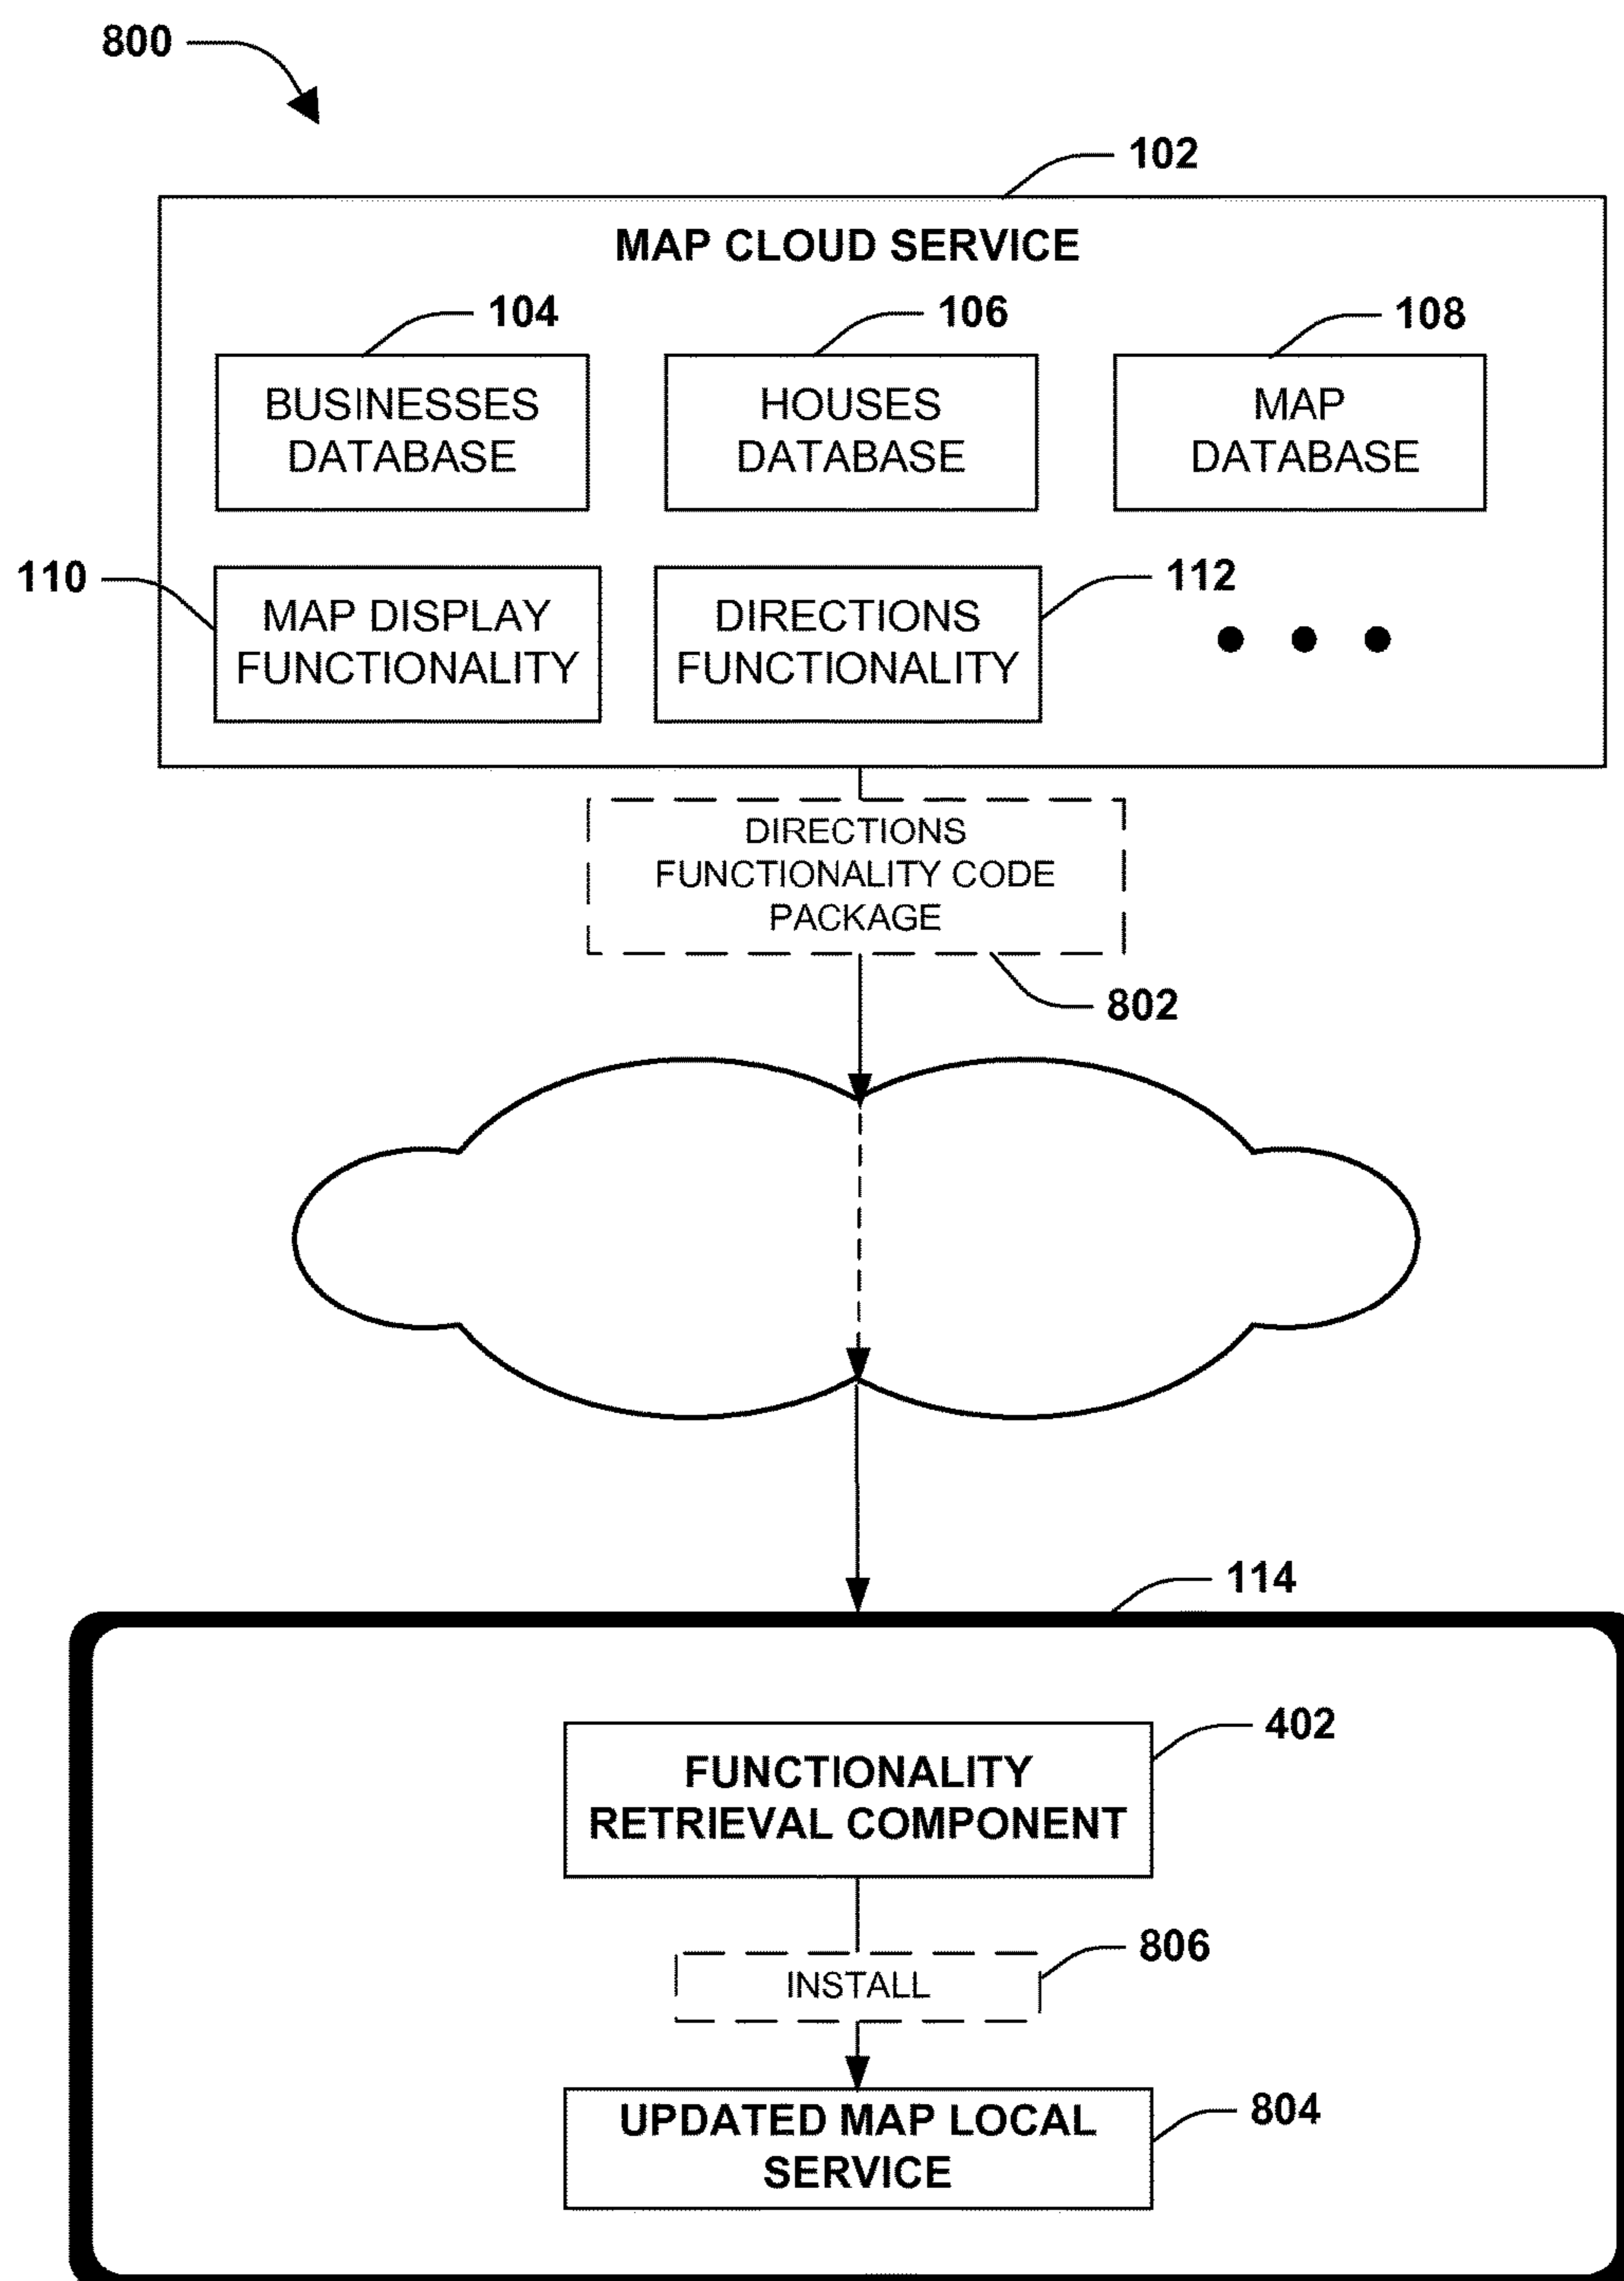 800
102
MAP CLOUD SERVICE
104
106
108
BUSINESSES
DATABASE
HOUSES
DATABASE
MAP
DATABASE
110
112
MAP DISPLAY
FUNCTIONALITY
DIRECTIONS
FUNCTIONALITY
DIRECTIONS
FUNCTIONALITY CODE
PACKAGE
802
114
402
FUNCTIONALITY
RETRIEVAL COMPONENT
806
INSTALL
804
UPDATED MAP LOCAL
SERVICE